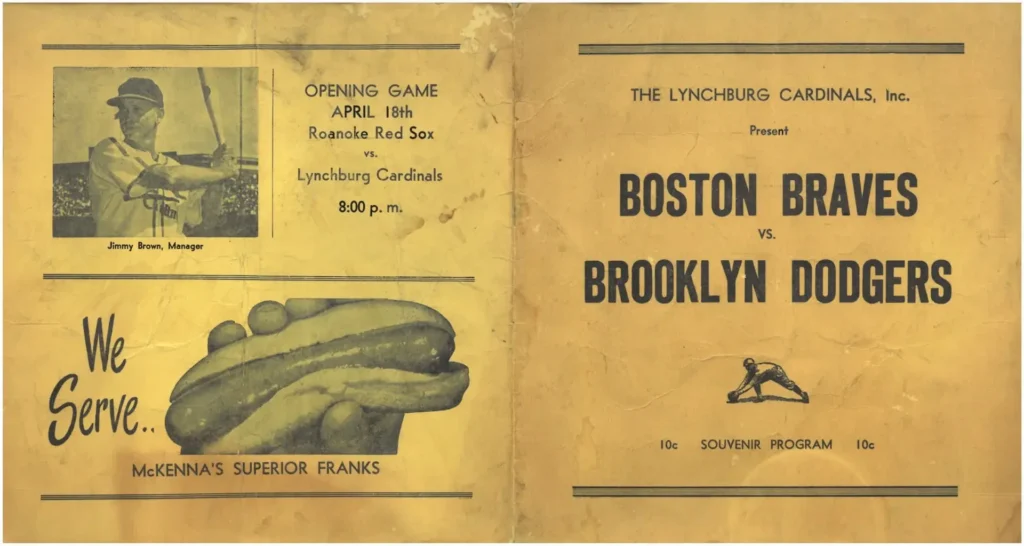 OPENING GAME
APRIL 18th
Roanoke Red Sox
vs.
Lynchburg Cardinals
8:00 p. m.
Jimmy Brown, Manager
We
Serve..
McKENNA'S SUPERIOR FRANKS
THE LYNCHBURG CARDINALS, Inc.
Present
BOSTON BRAVES
VS.
BROOKLYN DODGERS
10c SOUVENIR PROGRAM 10c